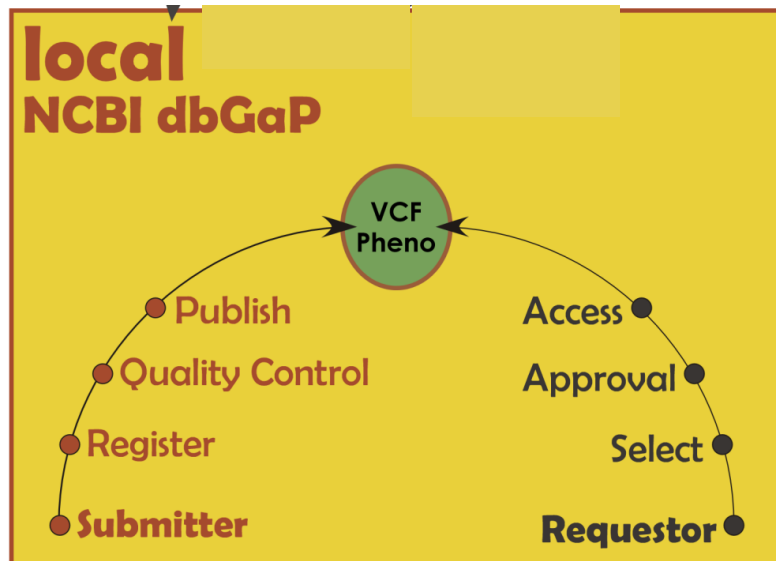 local
NCBI dbGaP
VCF
Pheno
Publish
Quality Control
Register
Submitter
Access
Approval
Select
Requestor